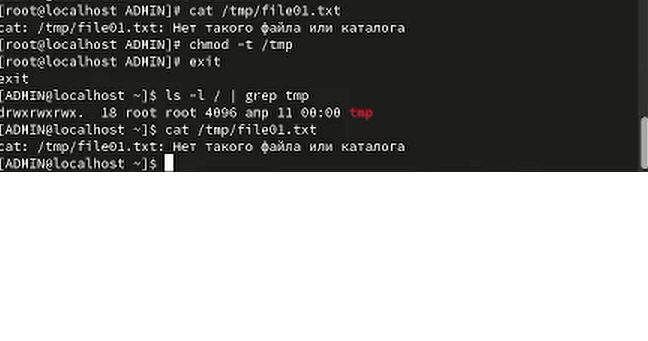 [root@localhost ADMIN]# cat /tmp/file01.txt
cat: /tmp/file01.txt: Нет такого файла или каталога
[root@localhost ADMIN]# chmod -t /tmp
[root@localhost ADMIN]# exit
exit
[ADMIN@localhost ~]$ ls -l / | grep tmp
drwxrwxrwx.  18 root root 4096 апр 11 00:00 tmp
[ADMIN@localhost ~]$ cat /tmp/file01.txt
cat: /tmp/file01.txt: Нет такого файла или каталога
[ADMIN@localhost ~]$